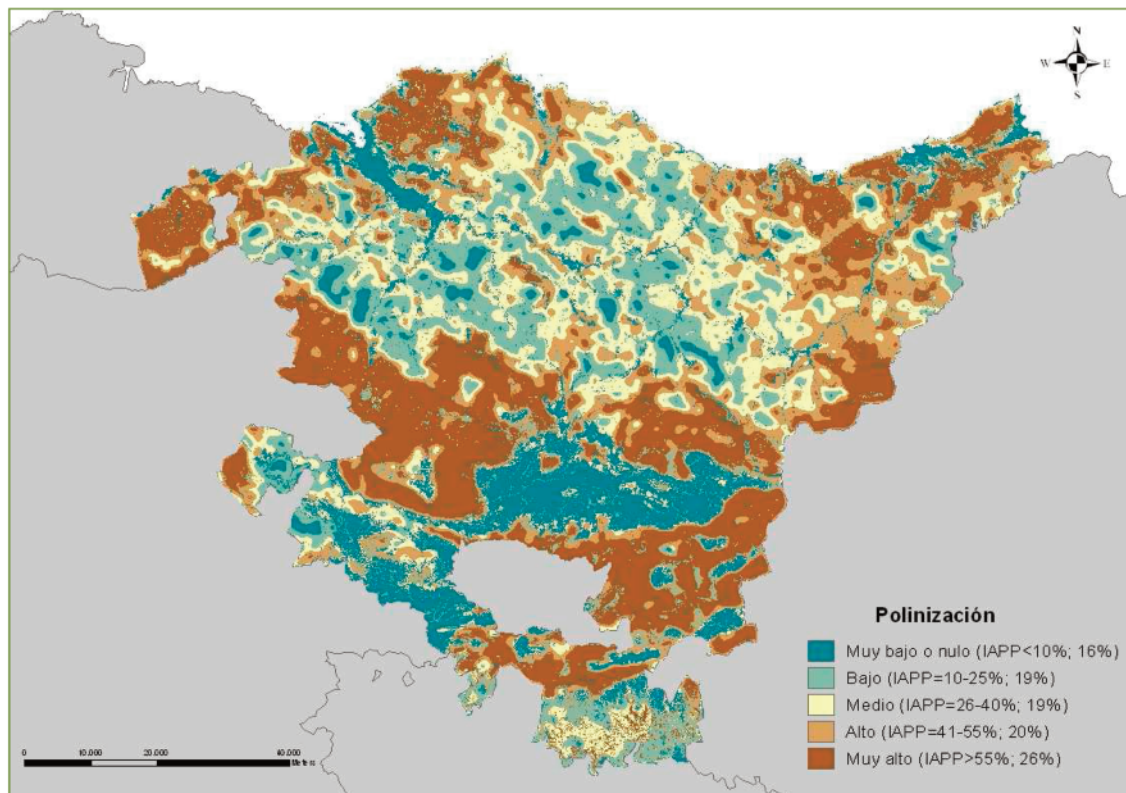 N
W E
S
Polinización
Muy bajo o nulo (IAPP<10%; 16%)
Bajo (IAPP=10-25%; 19%)
Medio (IAPP=26-40%; 19%)
Alto (IAPP=41-55%; 20%)
Muy alto (IAPP>55%; 26%)
0 10.000 20.000 40.000
Metros